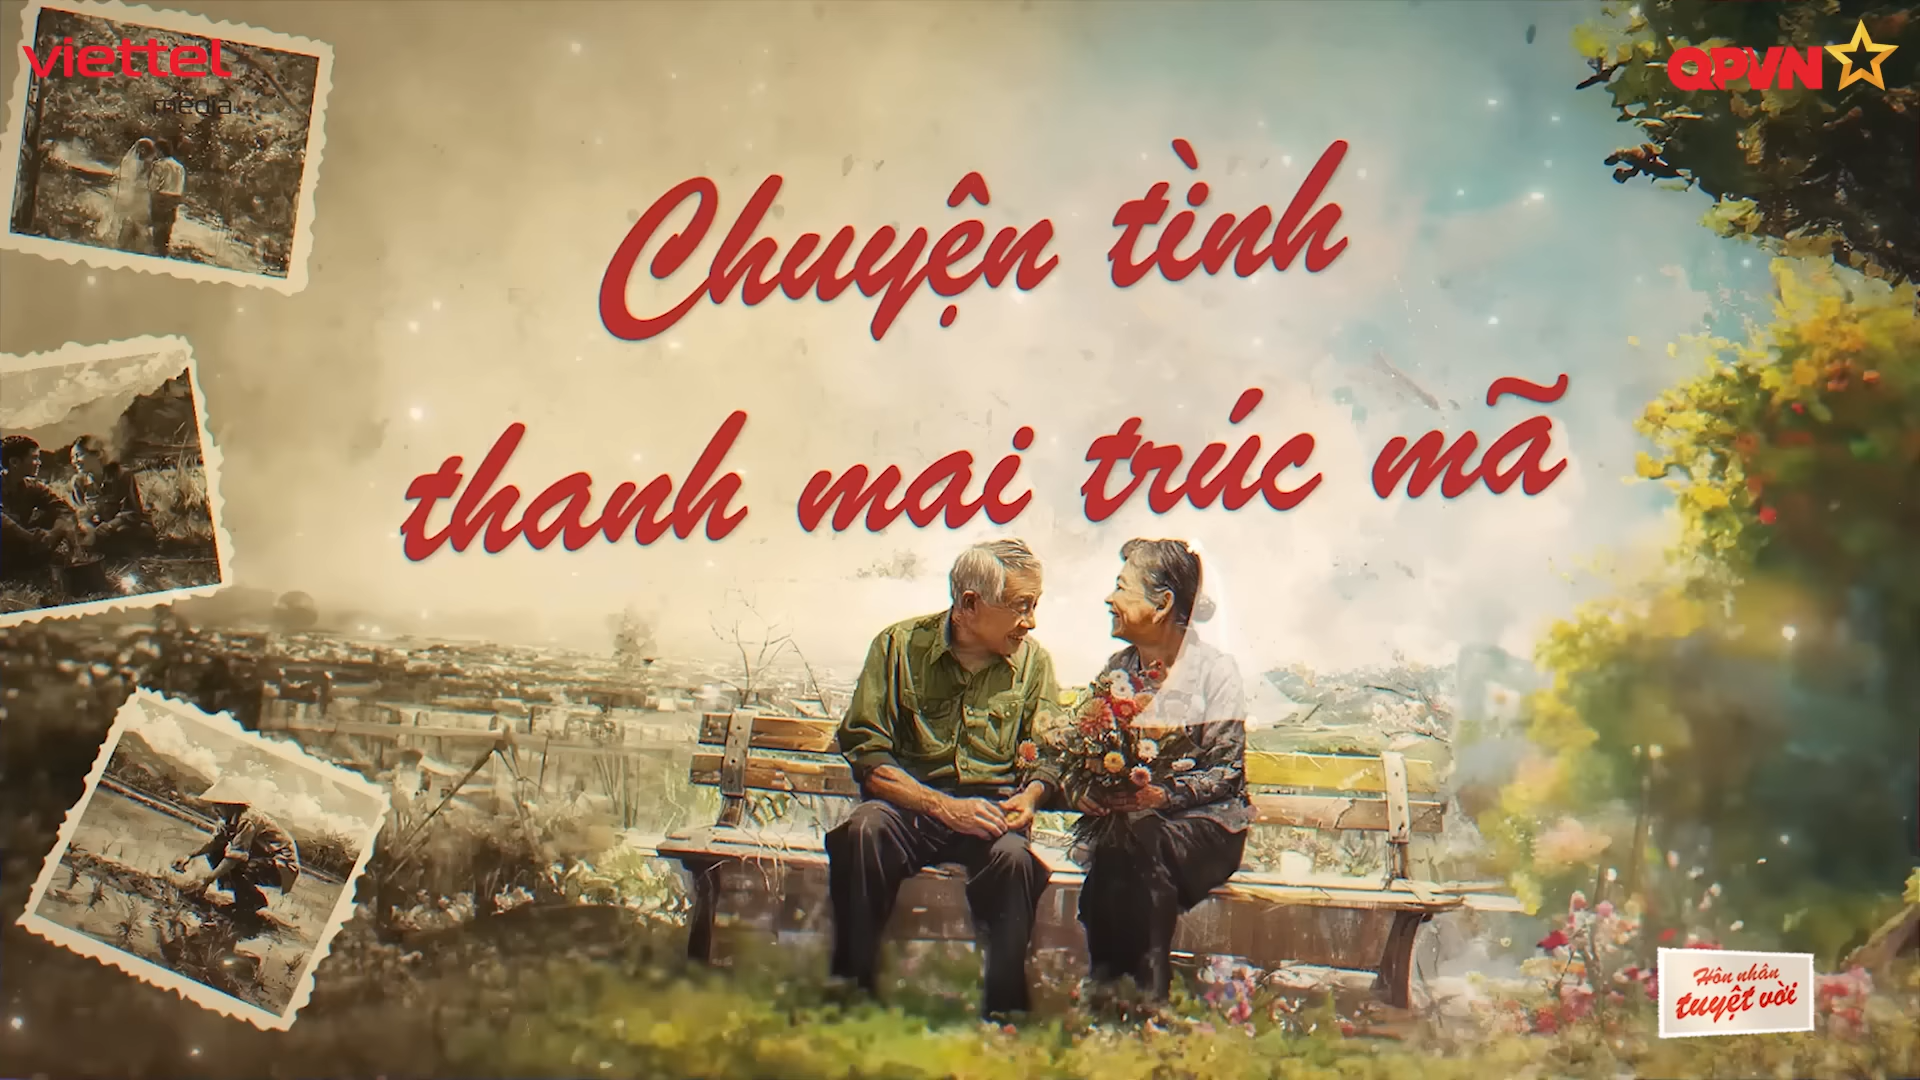 viettel
media
QPVN
Chuyện tình
thanh mai trúc mã
Hôn nhân
tuyệt vời